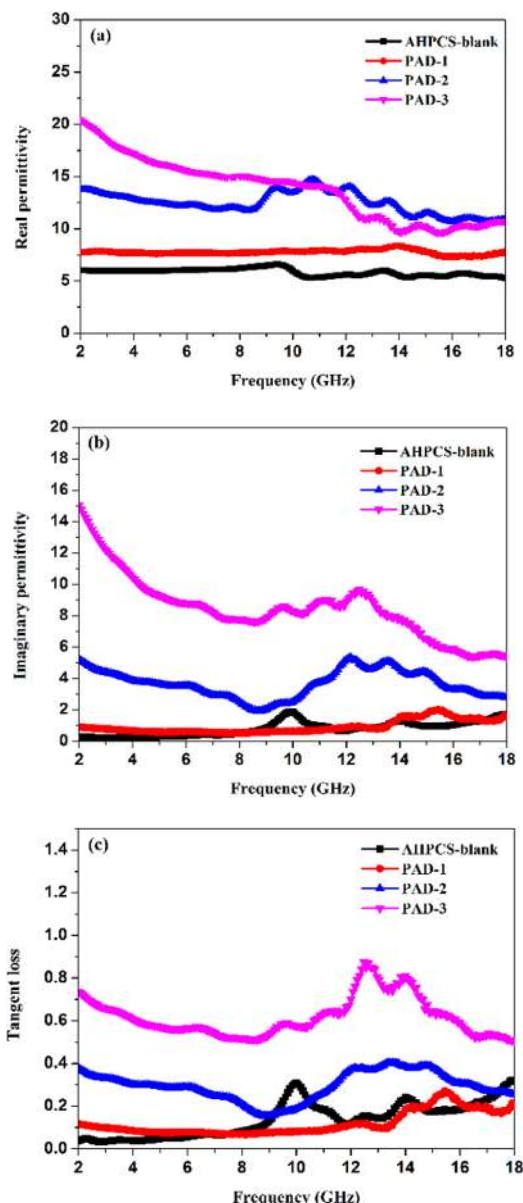 (a)
AHPCS-blank
PAD-1
PAD-2
PAD-3
30
25
20
15
10
5
0
Real permittivity
2 4 6 8 10 12 14 16 18
Frequency (GHz)
(b)
AHPCS-blank
PAD-1
PAD-2
PAD-3
20
18
16
14
12
10
8
6
4
2
0
Imaginary permittivity
2 4 6 8 10 12 14 16 18
Frequency (GHz)
(c)
AHPCS-blank
PAD-1
PAD-2
PAD-3
1.4
1.2
1.0
0.8
0.6
0.4
0.2
0.0
Tangent loss
2 4 6 8 10 12 14 16 18
Frequency (GHz)